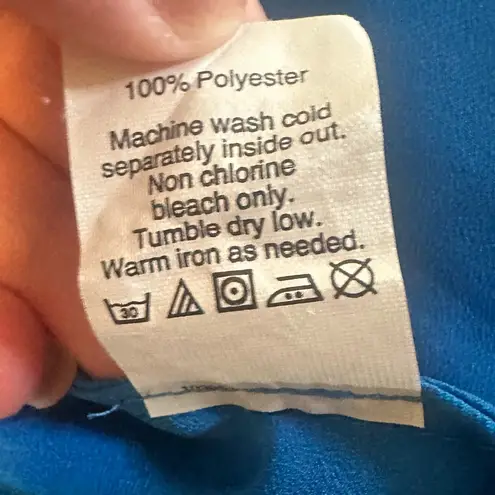 100% Polyester
Machine wash cold
separately inside out.
Non chlorine
bleach only.
Tumble dry low.
Warm iron as needed.
30